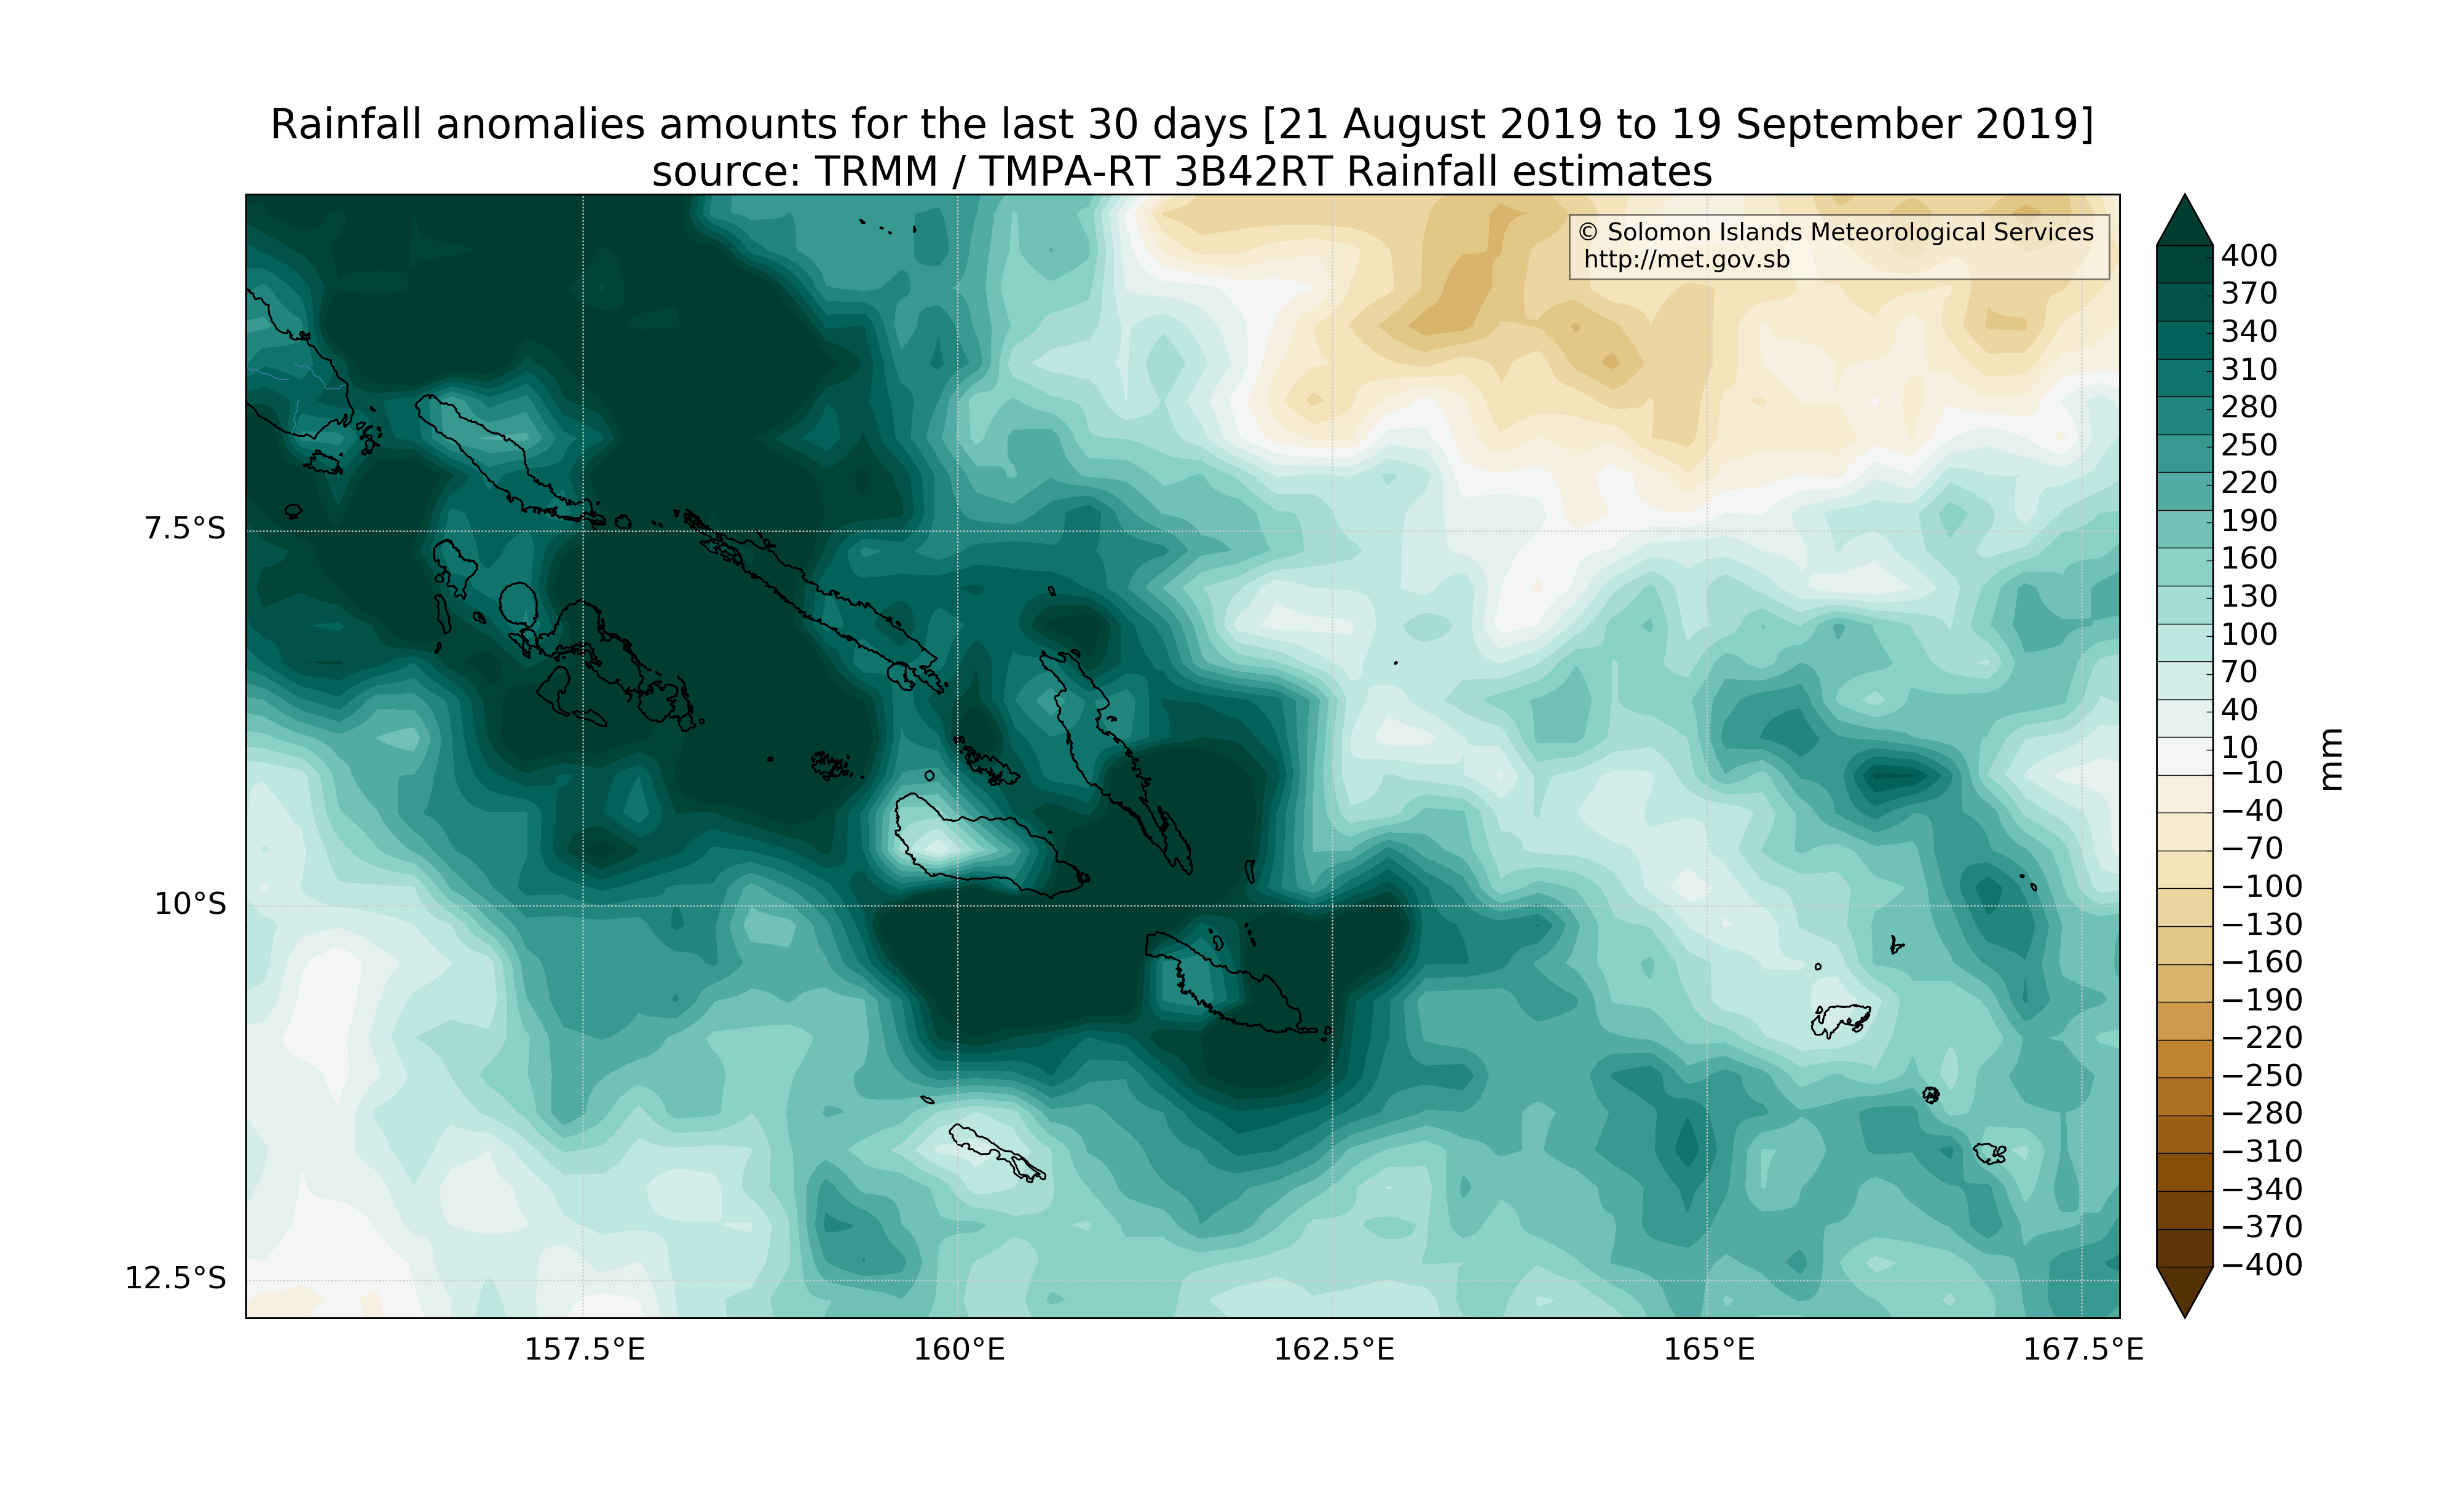 Rainfall anomalies amounts for the last 30 days [21 August 2019 to 19 September 2019]
source: TRMM / TMPA-RT 3B42RT Rainfall estimates
© Solomon Islands Meteorological Services
http://met.gov.sb
7.5°S
10°S
12.5°S
157.5°E
160°E
162.5°E
165°E
167.5°E
400
370
340
310
280
250
220
190
160
130
100
70
40
10
−10
−40
−70
−100
−130
−160
−190
−220
−250
−280
−310
−340
−370
−400
mm